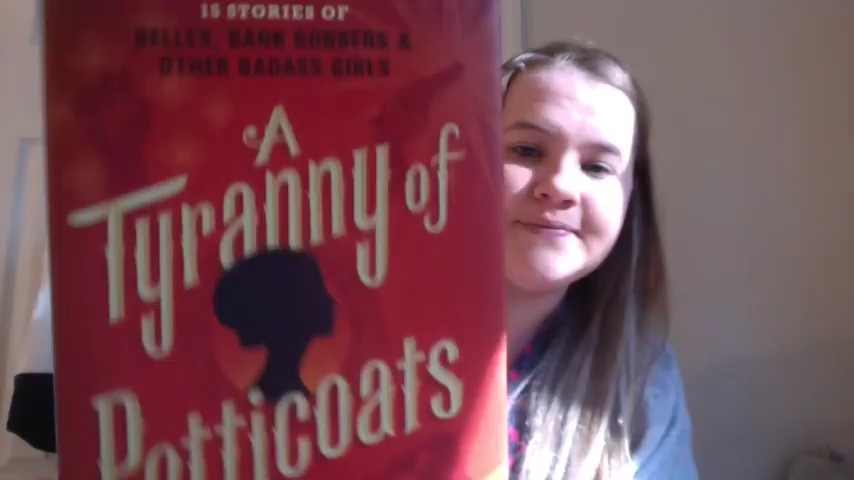 15 STORIES OF
BELLES, BANK ROBBERS &
OTHER BADASS GIRLS
A
Tyranny of
Petticoats